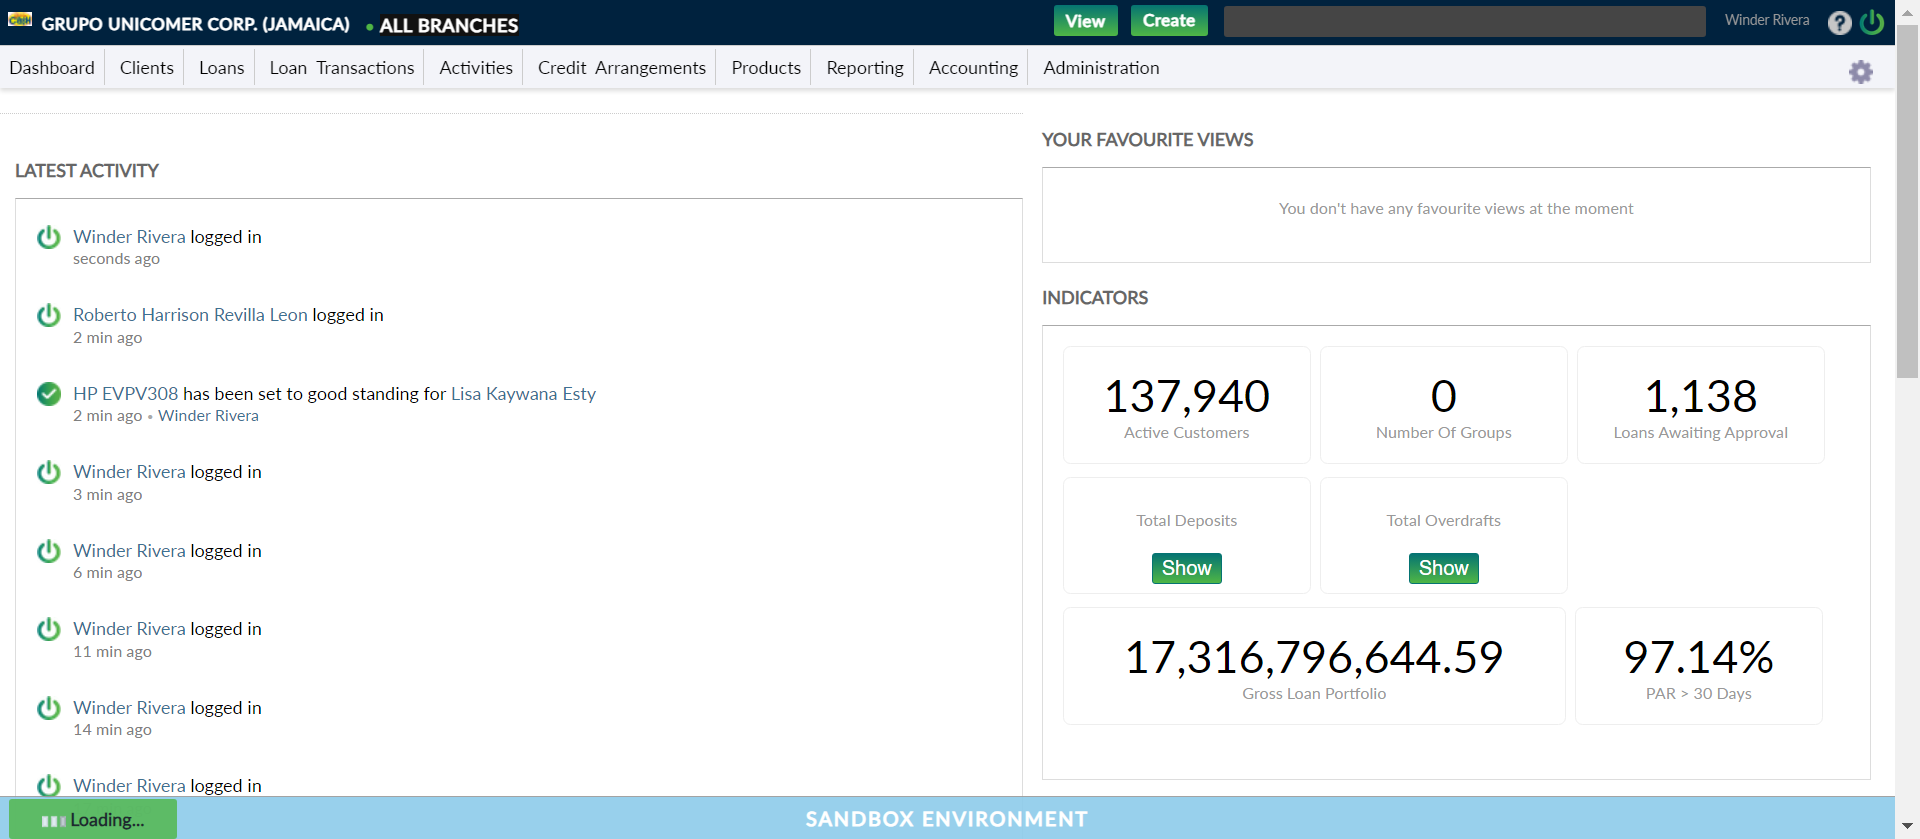 GRUPO UNICOMER CORP. (JAMAICA) • ALL BRANCHES
View Create Winder Rivera ?
Dashboard Clients Loans Loan Transactions Activities Credit Arrangements Products Reporting Accounting Administration
LATEST ACTIVITY
Winder Rivera logged in
seconds ago
Roberto Harrison Revilla Leon logged in
2 min ago
HP EVPV308 has been set to good standing for Lisa Kaywana Esty
2 min ago • Winder Rivera
Winder Rivera logged in
3 min ago
Winder Rivera logged in
6 min ago
Winder Rivera logged in
11 min ago
Winder Rivera logged in
14 min ago
Winder Rivera logged in
YOUR FAVOURITE VIEWS
You don't have any favourite views at the moment
INDICATORS
137,940
Active Customers
0
Number Of Groups
1,138
Loans Awaiting Approval
Total Deposits
Show
Total Overdrafts
Show
17,316,796,644.59
Gross Loan Portfolio
97.14%
PAR > 30 Days
Loading...
SANDBOX ENVIRONMENT